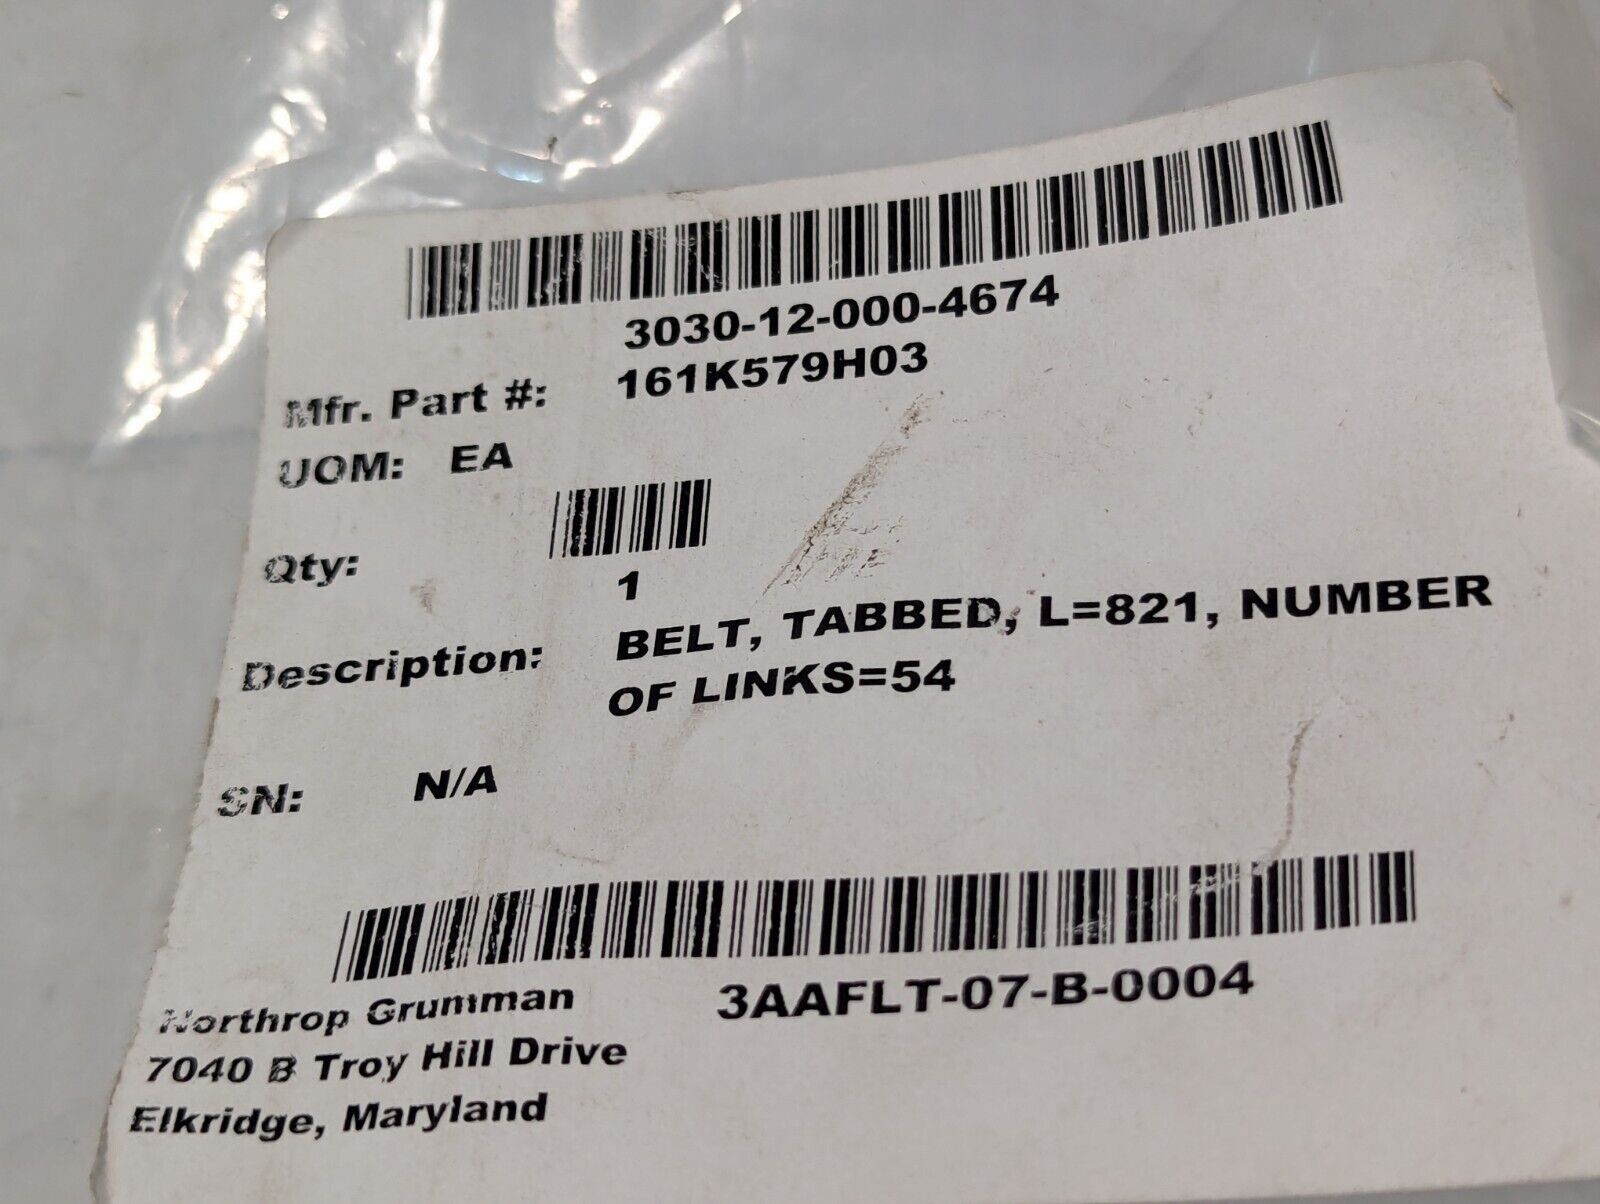 3030-12-000-4674
Mfr. Part #: 161K579H03
UOM: EA
Qty: 1
Description: BELT, TABBED, L=821, NUMBER
OF LINKS=54
SN: N/A
3AAFLT-07-B-0004
Northrop Grumman
7040 B Troy Hill Drive
Elkridge, Maryland